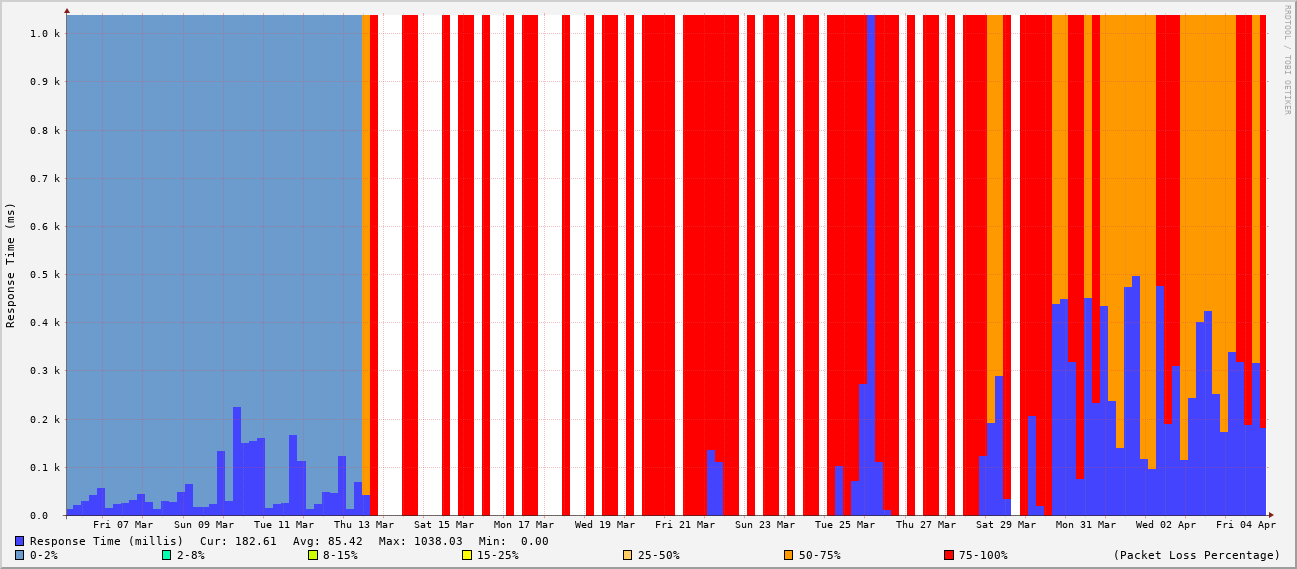 RRDTOOL / TOBI OETIKER
Response Time (ms)
1.0 k
0.9 k
0.8 k
0.7 k
0.6 k
0.5 k
0.4 k
0.3 k
0.2 k
0.1 k
0.0
Fri 07 Mar Sun 09 Mar Tue 11 Mar Thu 13 Mar Sat 15 Mar Mon 17 Mar Wed 19 Mar Fri 21 Mar Sun 23 Mar Tue 25 Mar Thu 27 Mar Sat 29 Mar Mon 31 Mar Wed 02 Apr Fri 04 Apr
Response Time (millis) Cur: 182.61 Avg: 85.42 Max: 1038.03 Min: 0.00
0-2% 2-8% 8-15% 15-25% 25-50% 50-75% 75-100% (Packet Loss Percentage)